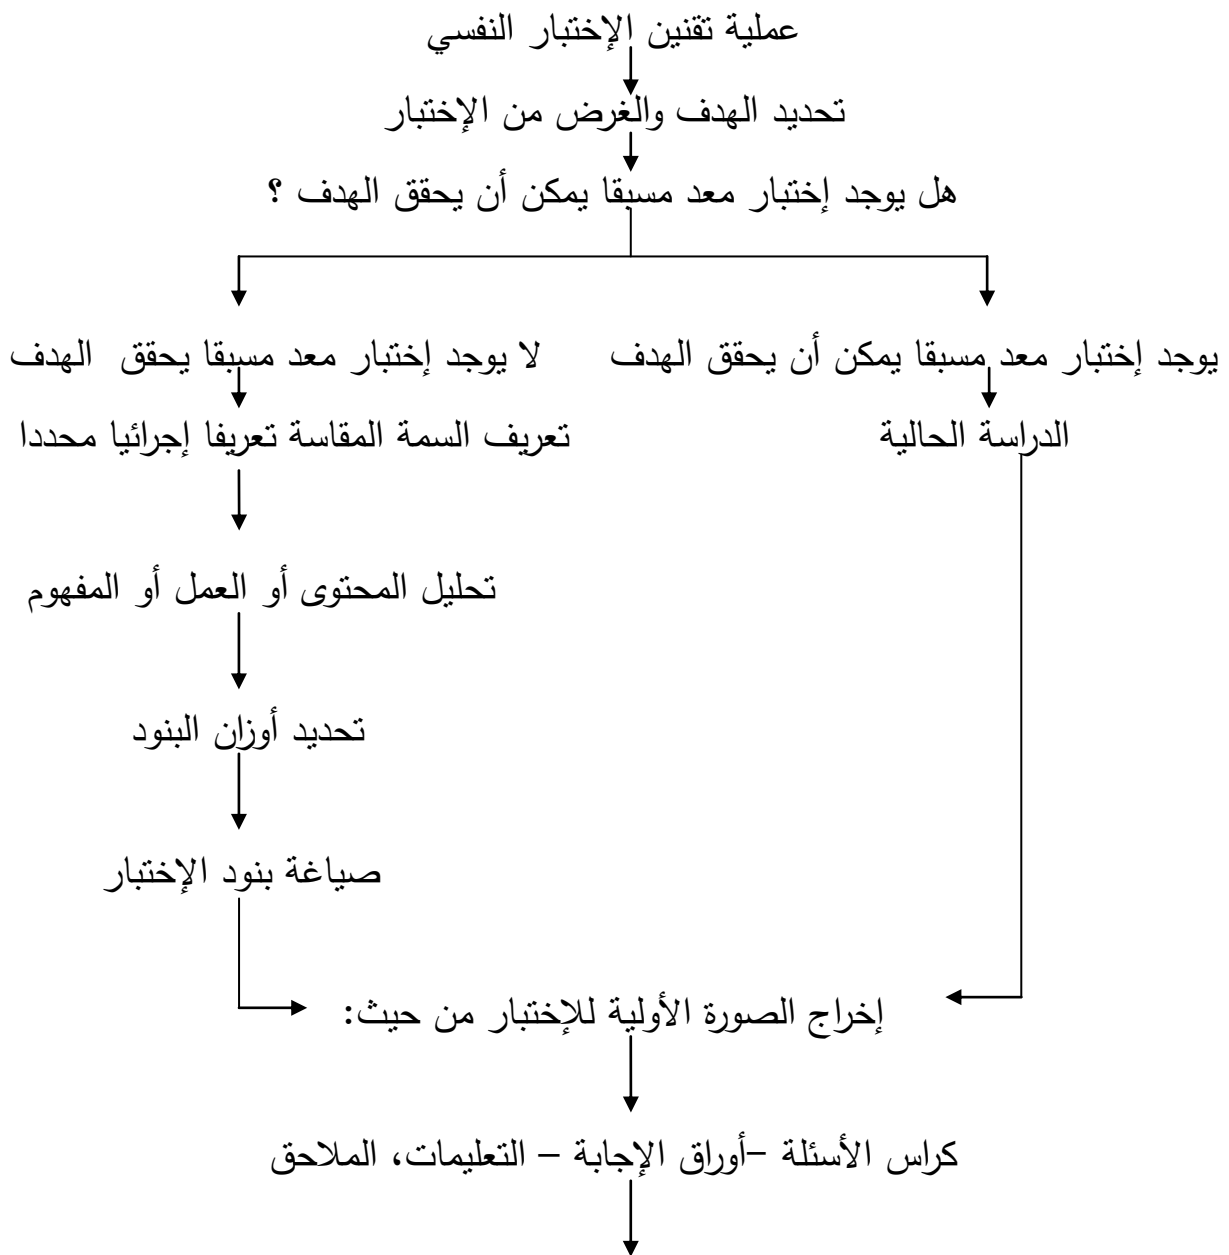 عملية تقنين الإختبار النفسي
تحديد الهدف والغرض من الإختبار
هل يوجد إختبار معد مسبقا يمكن أن يحقق الهدف ؟
يوجد إختبار معد مسبقا يمكن أن يحقق الهدف
لا يوجد إختبار معد مسبقا يحقق الهدف
الدراسة الحالية
تعريف السمة المقاسة تعريفا إجرائيا محددا
تحليل المحتوى أو العمل أو المفهوم
تحديد أوزان البنود
صياغة بنود الإختبار
إخراج الصورة الأولية للإختبار من حيث:
كراس الأسئلة –أوراق الإجابة – التعليمات، الملاحق